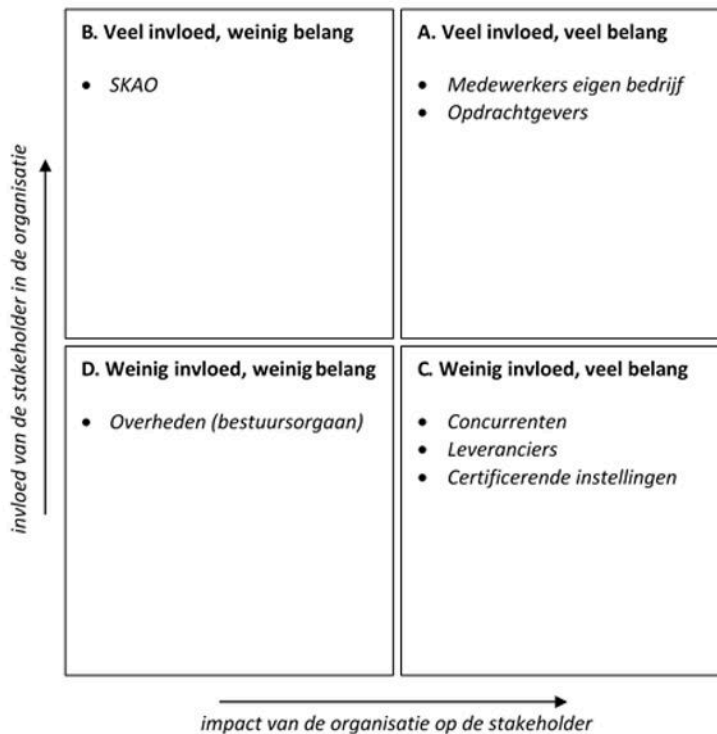 B. Veel invloed, weinig belang
• SKAO
A. Veel invloed, veel belang
• Medewerkers eigen bedrijf
• Opdrachtgevers
invloed van de stakeholder in de organisatie
D. Weinig invloed, weinig belang
• Overheden (bestuursorgaan)
C. Weinig invloed, veel belang
• Concurrenten
• Leveranciers
• Certificerende instellingen
impact van de organisatie op de stakeholder